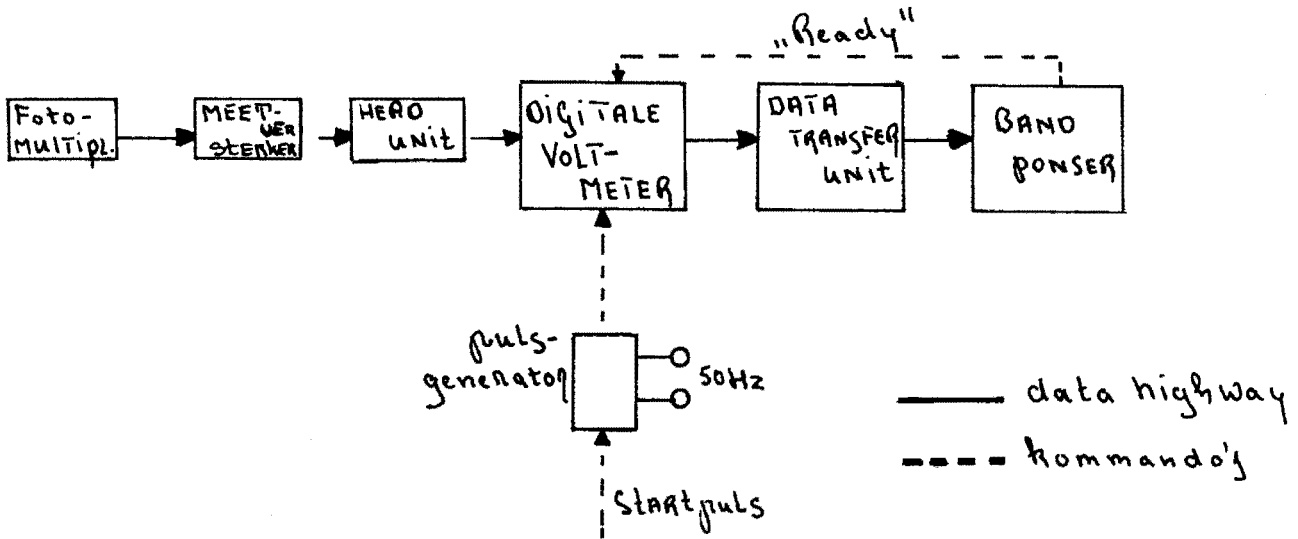 „Ready"
Foto-
MULTipl.
MEET-
VER
STERKER
HEAD
UNiT
DiGiTALE
VOLT-
METER
DATA
TRANSFER
UNiT
BAND
PONSER
puls-
generator
50Hz
STARTpuls
data highway
kommando's